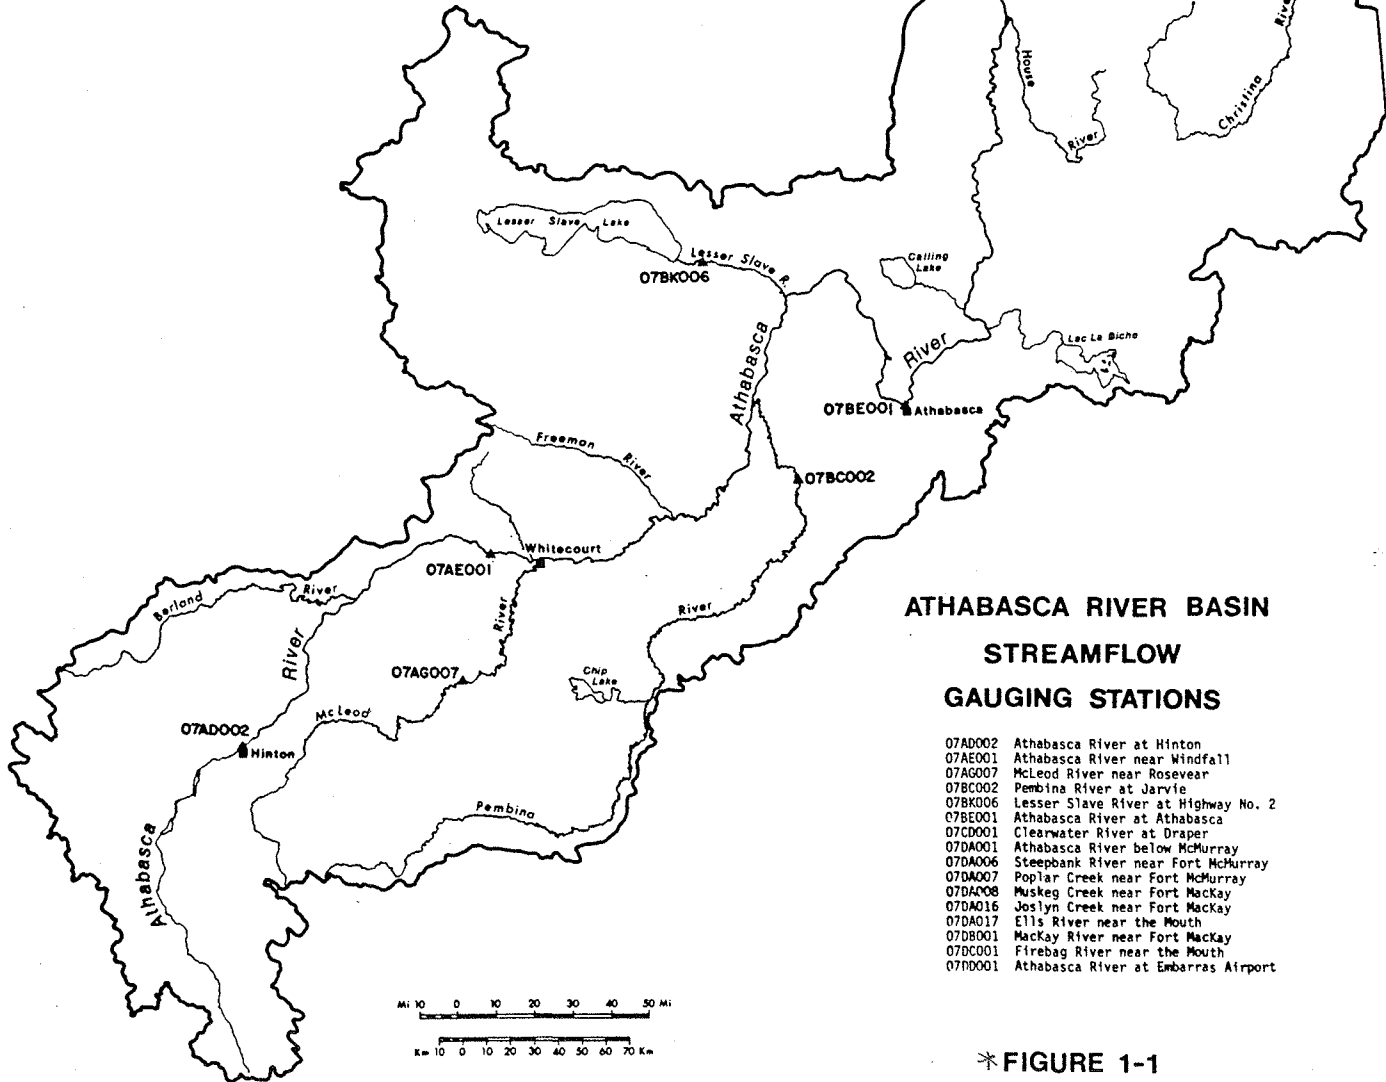 River
House
River
Christina
Lesser Slave Lake
Lesser Slave R.
07BK006
Calling
Lake
Athabasca
River
Lac La Biche
07BE001
Athabasca
Freeman River
07BC002
Whitecourt
07AE001
Berland River
River
River
River
07AG007
Chip
Lake
McLeod
07AD002
Hinton
Pembina
Athabasca
ATHABASCA RIVER BASIN
STREAMFLOW
GAUGING STATIONS
07AD002 Athabasca River at Hinton
07AE001 Athabasca River near Windfall
07AG007 McLeod River near Rosevear
07BC002 Pembina River at Jarvie
07BK006 Lesser Slave River at Highway No. 2
07BE001 Athabasca River at Athabasca
07CD001 Clearwater River at Draper
07DA001 Athabasca River below McMurray
07DA006 Steepbank River near Fort McMurray
07DA007 Poplar Creek near Fort McMurray
07DA008 Muskeg Creek near Fort MacKay
07DA016 Joslyn Creek near Fort MacKay
07DA017 Ells River near the Mouth
07DB001 MacKay River near Fort MacKay
07DC001 Firebag River near the Mouth
07DD001 Athabasca River at Embarras Airport
Mi 10 0 10 20 30 40 50 Mi
Km 10 0 10 20 30 40 50 60 70 Km
*FIGURE 1-1